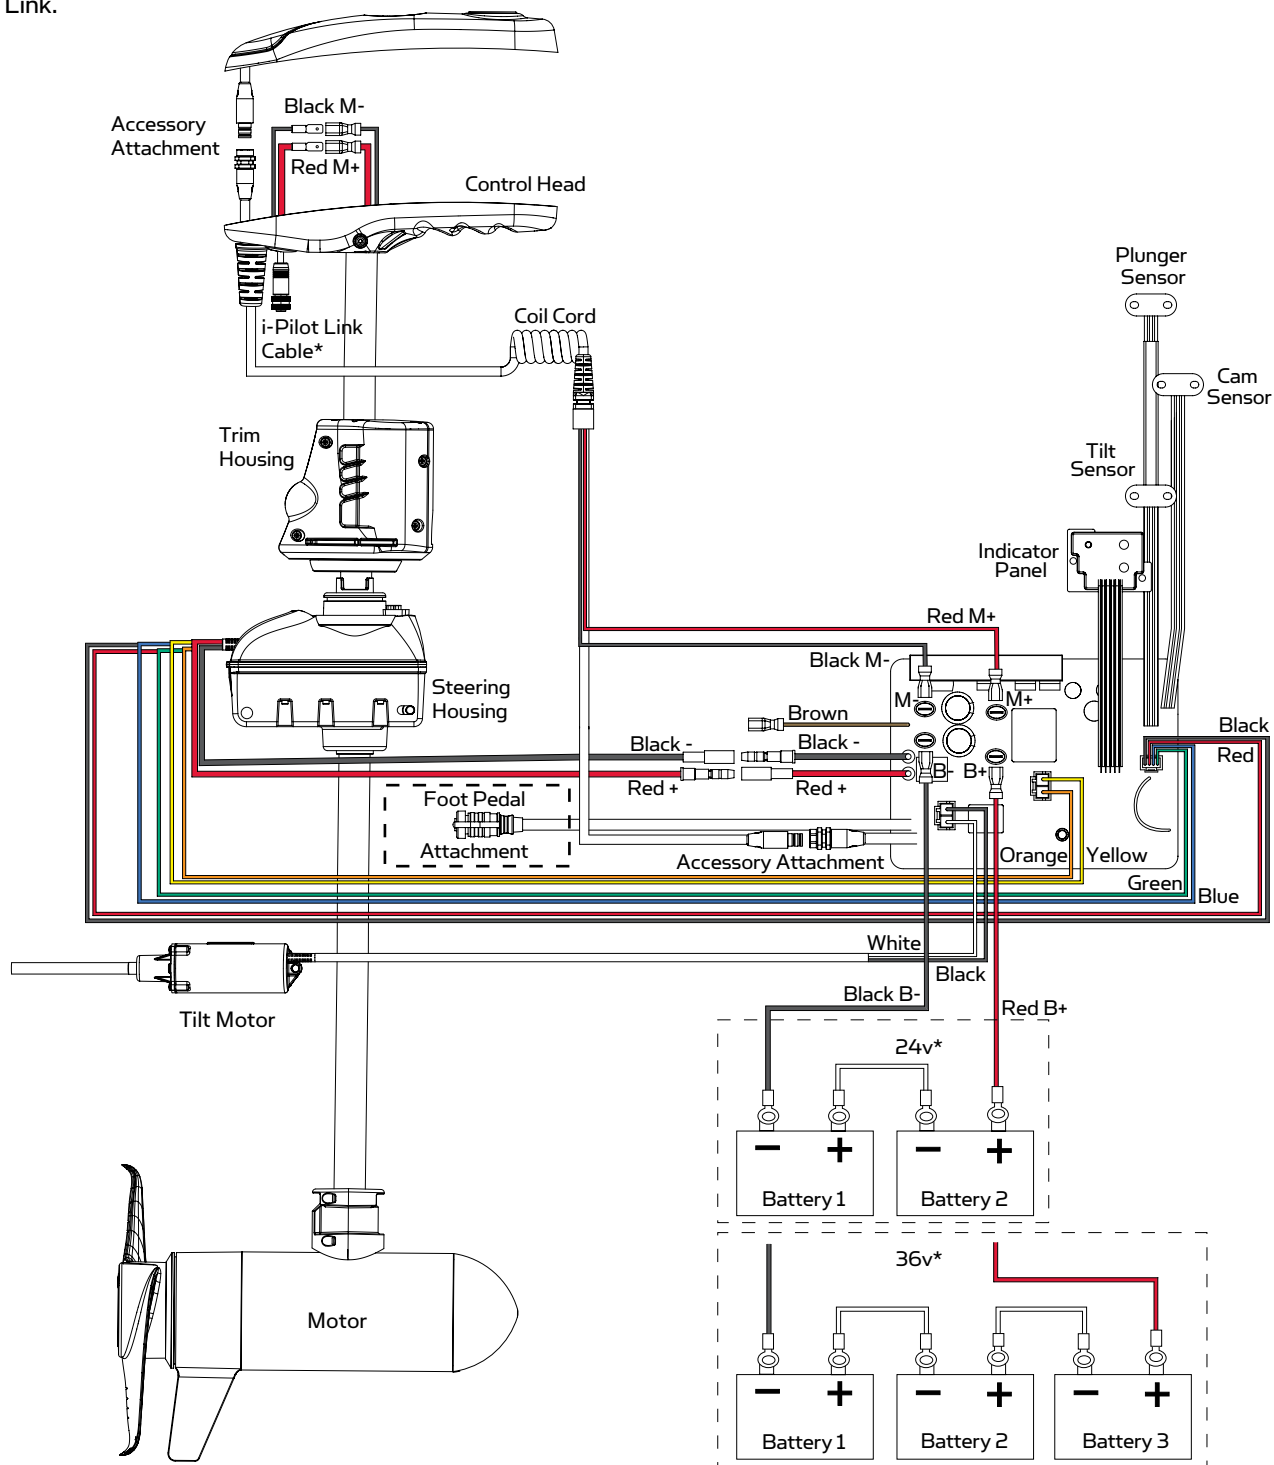 Link.
Black M-
Accessory
Attachment
Red M+
Control Head
Plunger
Sensor
i-Pilot Link
Cable*
Coil Cord
Cam
Sensor
Trim
Housing
Tilt
Sensor
Indicator
Panel
Red M+
Black M-
Steering
Housing
M-
M+
Brown
Black -
Black -
Black
Red
B-
B+
Red +
Red +
Foot Pedal
Attachment
Accessory Attachment
Orange
Yellow
Green
Blue
White
Black
Black B-
Red B+
Tilt Motor
24v*
− +
− +
Battery 1
Battery 2
36v*
Motor
− +
− +
− +
Battery 1
Battery 2
Battery 3